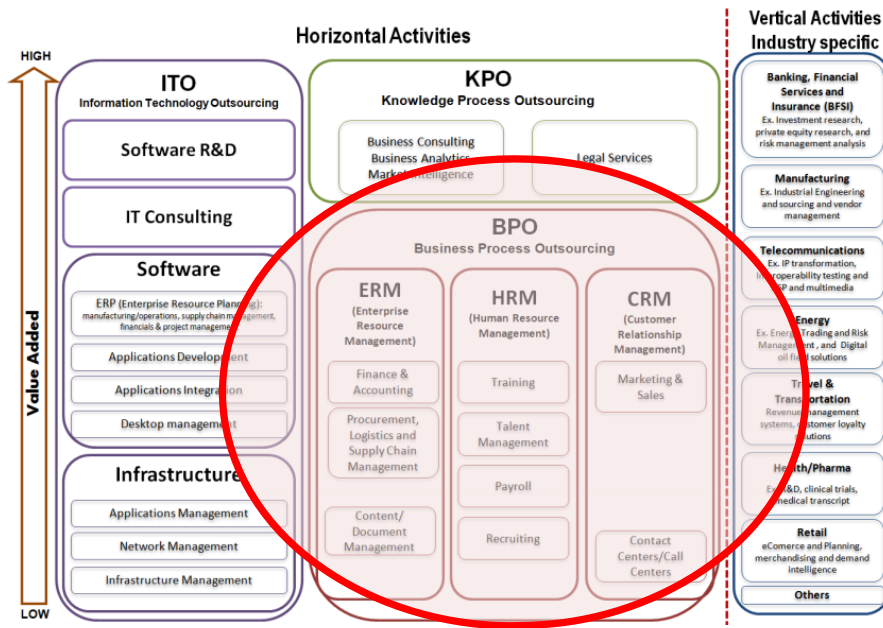 Horizontal Activities
Vertical Activities
Industry specific
HIGH
Value Added
LOW
ITO
Information Technology Outsourcing
Software R&D
IT Consulting
Software
ERP (Enterprise Resource Planning):
manufacturing/operations, supply chain management,
financials & project management
Applications Development
Applications Integration
Desktop management
Infrastructure
Applications Management
Network Management
Infrastructure Management
KPO
Knowledge Process Outsourcing
Business Consulting
Business Analytics
Market Intelligence
Legal Services
BPO
Business Process Outsourcing
ERM
(Enterprise
Resource
Management)
Finance &
Accounting
Procurement,
Logistics and
Supply Chain
Management
Content/
Document
Management
HRM
(Human Resource
Management)
Training
Talent
Management
Payroll
Recruiting
CRM
(Customer
Relationship
Management)
Marketing &
Sales
Contact
Centers/Call
Centers
Banking, Financial
Services and
Insurance (BFSI)
Ex. Investment research,
private equity research, and
risk management analysis
Manufacturing
Ex. Industrial Engineering
and sourcing and vendor
management
Telecommunications
Ex. IP transformation,
Interoperability testing and
and multimedia
Energy
Ex. Energy Trading and Risk
Management , and Digital
oil field solutions
Travel &
Transportation
Revenue management
systems, customer loyalty
solutions
Health/Pharma
Ex. R&D, clinical trials,
medical transcript
Retail
eComerce and Planning,
merchandising and demand
intelligence
Others